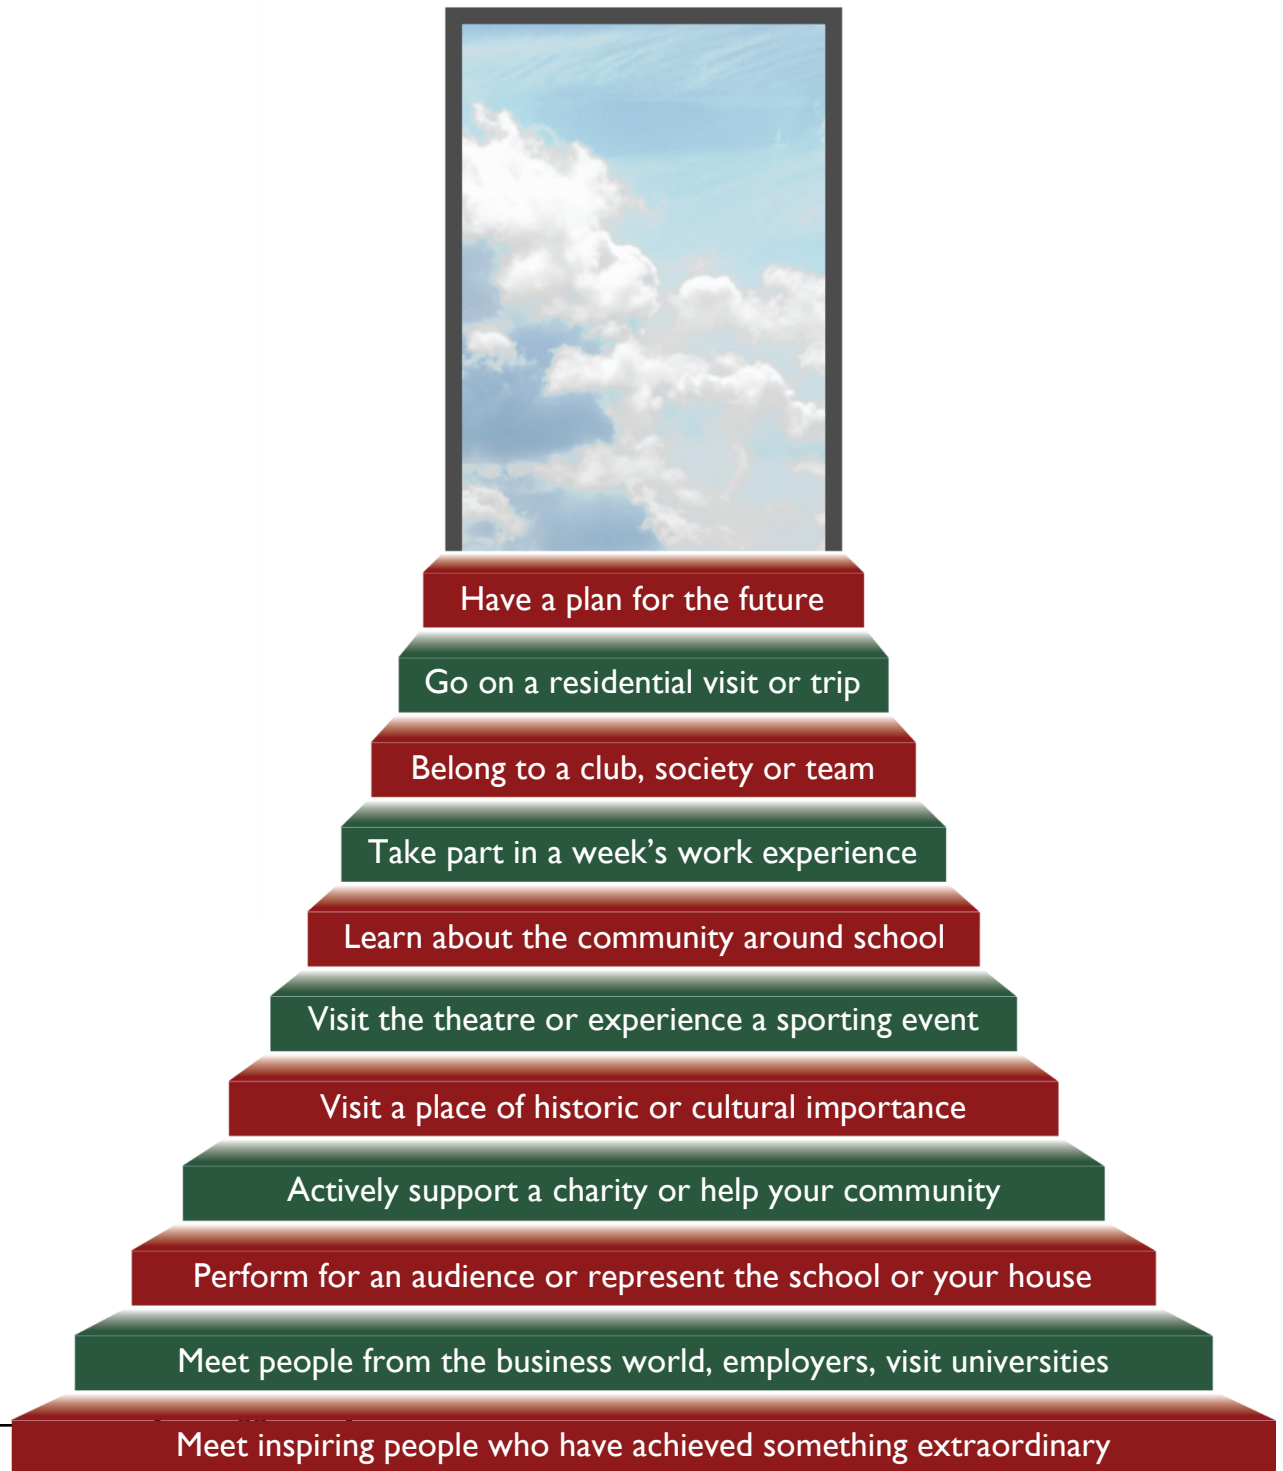 Have a plan for the future
Go on a residential visit or trip
Belong to a club, society or team
Take part in a week’s work experience
Learn about the community around school
Visit the theatre or experience a sporting event
Visit a place of historic or cultural importance
Actively support a charity or help your community
Perform for an audience or represent the school or your house
Meet people from the business world, employers, visit universities
Meet inspiring people who have achieved something extraordinary